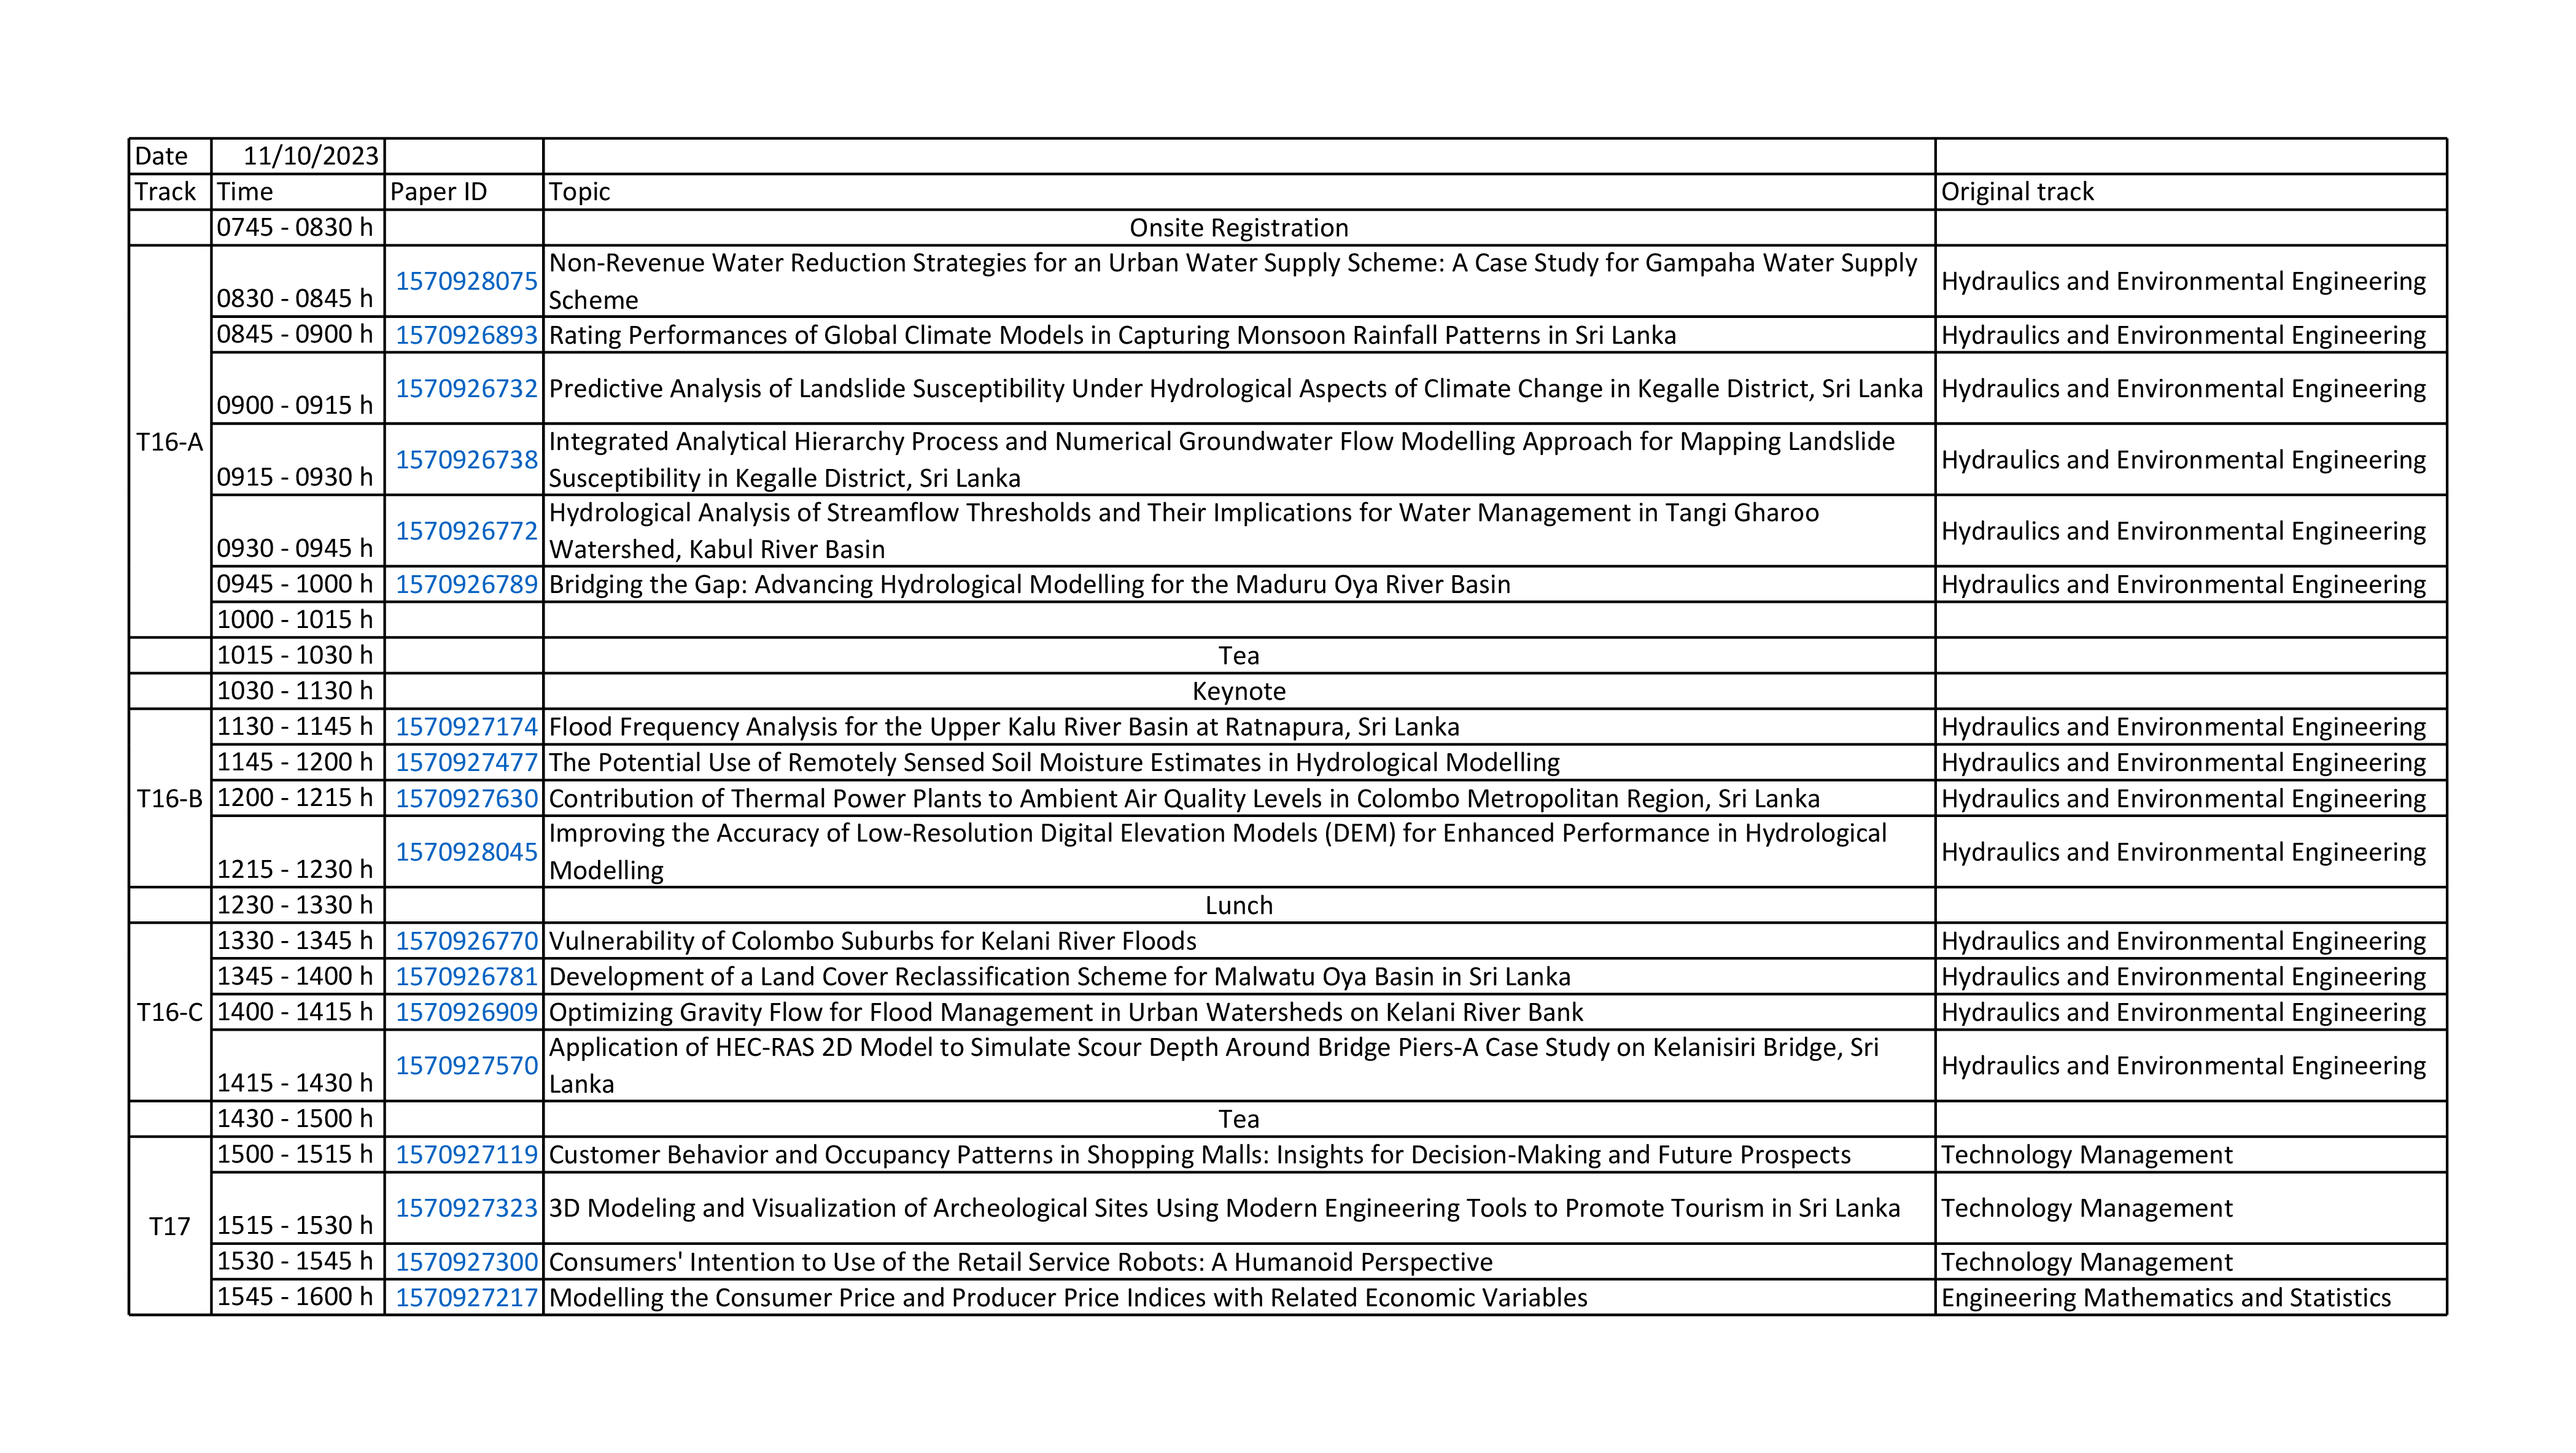 Date 11/10/2023
Track Time Paper ID Topic Original track
0745 - 0830 h Onsite Registration
T16-A
0830 - 0845 h 1570928075 Non-Revenue Water Reduction Strategies for an Urban Water Supply Scheme: A Case Study for Gampaha Water Supply
Scheme Hydraulics and Environmental Engineering
0845 - 0900 h 1570926893 Rating Performances of Global Climate Models in Capturing Monsoon Rainfall Patterns in Sri Lanka Hydraulics and Environmental Engineering
0900 - 0915 h 1570926732 Predictive Analysis of Landslide Susceptibility Under Hydrological Aspects of Climate Change in Kegalle District, Sri Lanka Hydraulics and Environmental Engineering
0915 - 0930 h 1570926738 Integrated Analytical Hierarchy Process and Numerical Groundwater Flow Modelling Approach for Mapping Landslide
Susceptibility in Kegalle District, Sri Lanka Hydraulics and Environmental Engineering
0930 - 0945 h 1570926772 Hydrological Analysis of Streamflow Thresholds and Their Implications for Water Management in Tangi Gharoo
Watershed, Kabul River Basin Hydraulics and Environmental Engineering
0945 - 1000 h 1570926789 Bridging the Gap: Advancing Hydrological Modelling for the Maduru Oya River Basin Hydraulics and Environmental Engineering
1000 - 1015 h
1015 - 1030 h Tea
1030 - 1130 h Keynote
T16-B
1130 - 1145 h 1570927174 Flood Frequency Analysis for the Upper Kalu River Basin at Ratnapura, Sri Lanka Hydraulics and Environmental Engineering
1145 - 1200 h 1570927477 The Potential Use of Remotely Sensed Soil Moisture Estimates in Hydrological Modelling Hydraulics and Environmental Engineering
1200 - 1215 h 1570927630 Contribution of Thermal Power Plants to Ambient Air Quality Levels in Colombo Metropolitan Region, Sri Lanka Hydraulics and Environmental Engineering
1215 - 1230 h 1570928045 Improving the Accuracy of Low-Resolution Digital Elevation Models (DEM) for Enhanced Performance in Hydrological
Modelling Hydraulics and Environmental Engineering
1230 - 1330 h Lunch
T16-C
1330 - 1345 h 1570926770 Vulnerability of Colombo Suburbs for Kelani River Floods Hydraulics and Environmental Engineering
1345 - 1400 h 1570926781 Development of a Land Cover Reclassification Scheme for Malwatu Oya Basin in Sri Lanka Hydraulics and Environmental Engineering
1400 - 1415 h 1570926909 Optimizing Gravity Flow for Flood Management in Urban Watersheds on Kelani River Bank Hydraulics and Environmental Engineering
1415 - 1430 h 1570927570 Application of HEC-RAS 2D Model to Simulate Scour Depth Around Bridge Piers-A Case Study on Kelanisiri Bridge, Sri
Lanka Hydraulics and Environmental Engineering
1430 - 1500 h Tea
T17
1500 - 1515 h 1570927119 Customer Behavior and Occupancy Patterns in Shopping Malls: Insights for Decision-Making and Future Prospects Technology Management
1515 - 1530 h 1570927323 3D Modeling and Visualization of Archeological Sites Using Modern Engineering Tools to Promote Tourism in Sri Lanka Technology Management
1530 - 1545 h 1570927300 Consumers' Intention to Use of the Retail Service Robots: A Humanoid Perspective Technology Management
1545 - 1600 h 1570927217 Modelling the Consumer Price and Producer Price Indices with Related Economic Variables Engineering Mathematics and Statistics